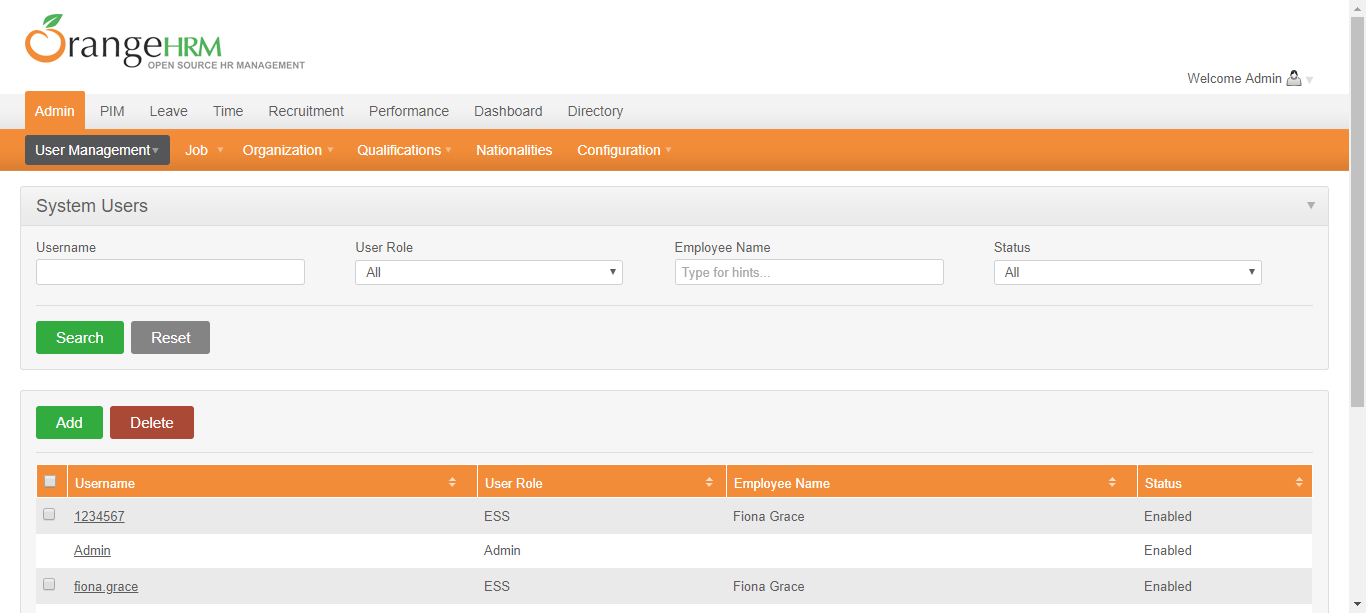 OrangeHRM
OPEN SOURCE HR MANAGEMENT
Welcome Admin
Admin PIM Leave Time Recruitment Performance Dashboard Directory
User Management Job Organization Qualifications Nationalities Configuration
System Users
Username User Role Employee Name Status
All Type for hints... All
Search Reset
Add Delete
Username User Role Employee Name Status
1234567 ESS Fiona Grace Enabled
Admin Admin Enabled
fiona.grace ESS Fiona Grace Enabled